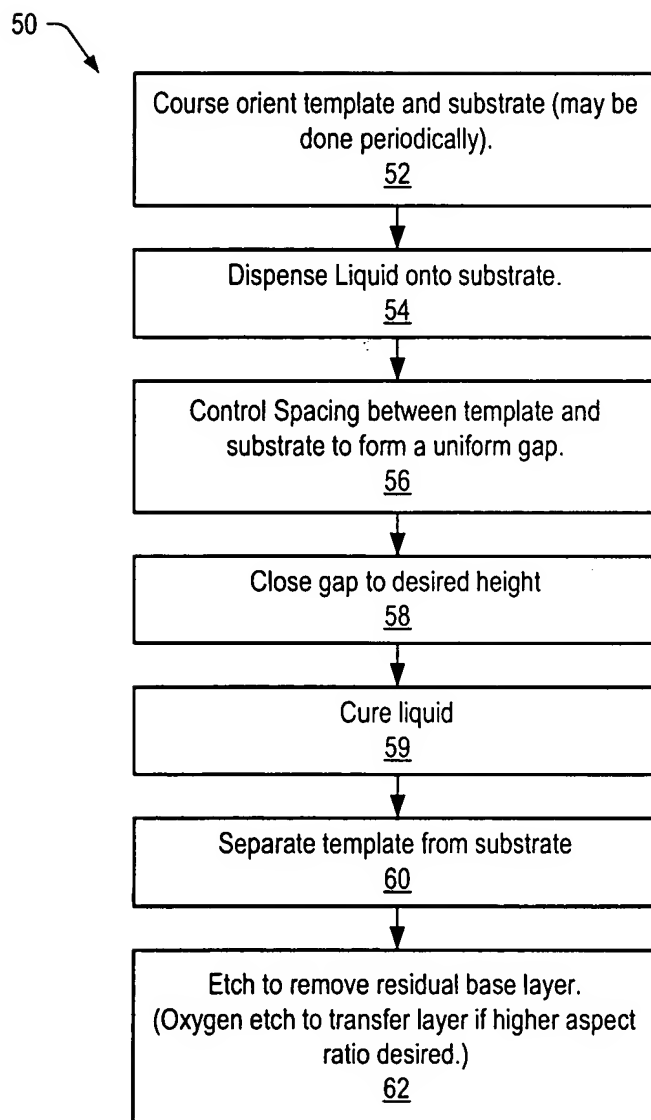 50
Course orient template and substrate (may be
done periodically).
52
Dispense Liquid onto substrate.
54
Control Spacing between template and
substrate to form a uniform gap.
56
Close gap to desired height
58
Cure liquid
59
Separate template from substrate
60
Etch to remove residual base layer.
(Oxygen etch to transfer layer if higher aspect
ratio desired.)
62